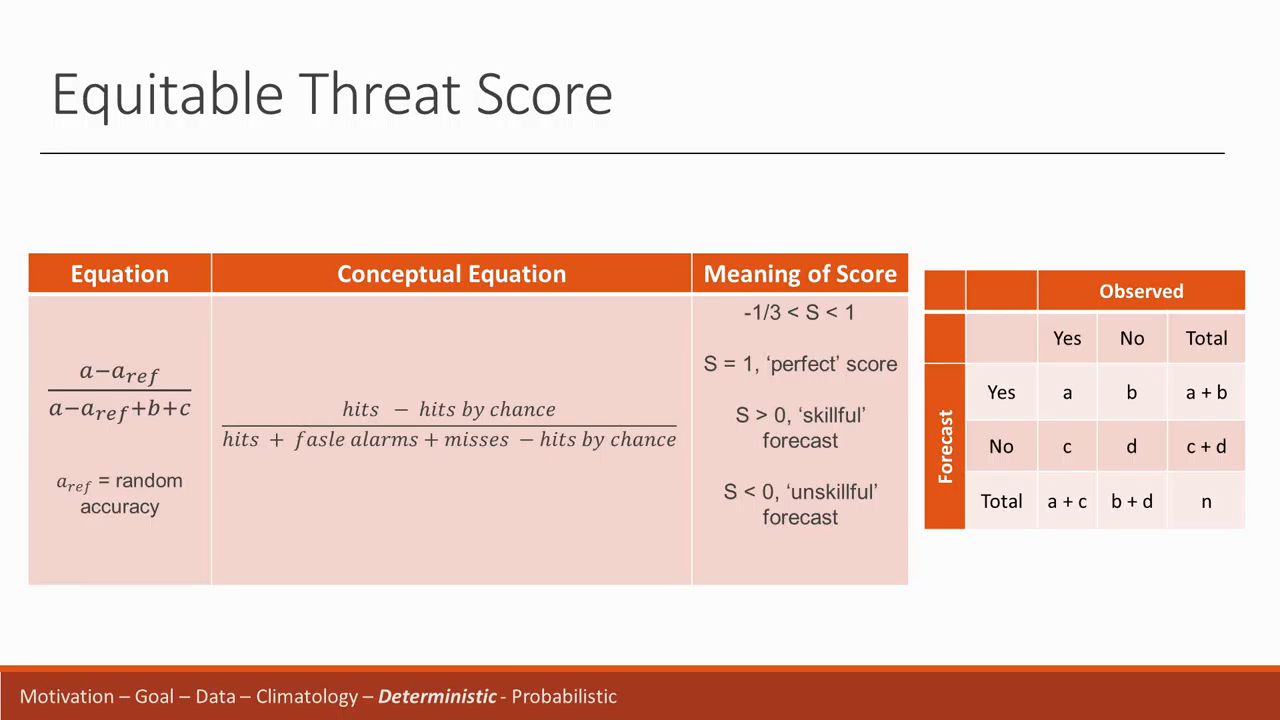 Equitable Threat Score
Equation
Conceptual Equation
Meaning of Score
a−a_ref
a−a_ref+b+c
a_ref = random
accuracy
hits − hits by chance
hits + fasle alarms + misses − hits by chance
-1/3 < S < 1
S = 1, ‘perfect’ score
S > 0, ‘skillful’
forecast
S < 0, ‘unskillful’
forecast
Observed
Yes No Total
Forecast
Yes a b a + b
No c d c + d
Total a + c b + d n
Motivation – Goal – Data – Climatology – Deterministic - Probabilistic